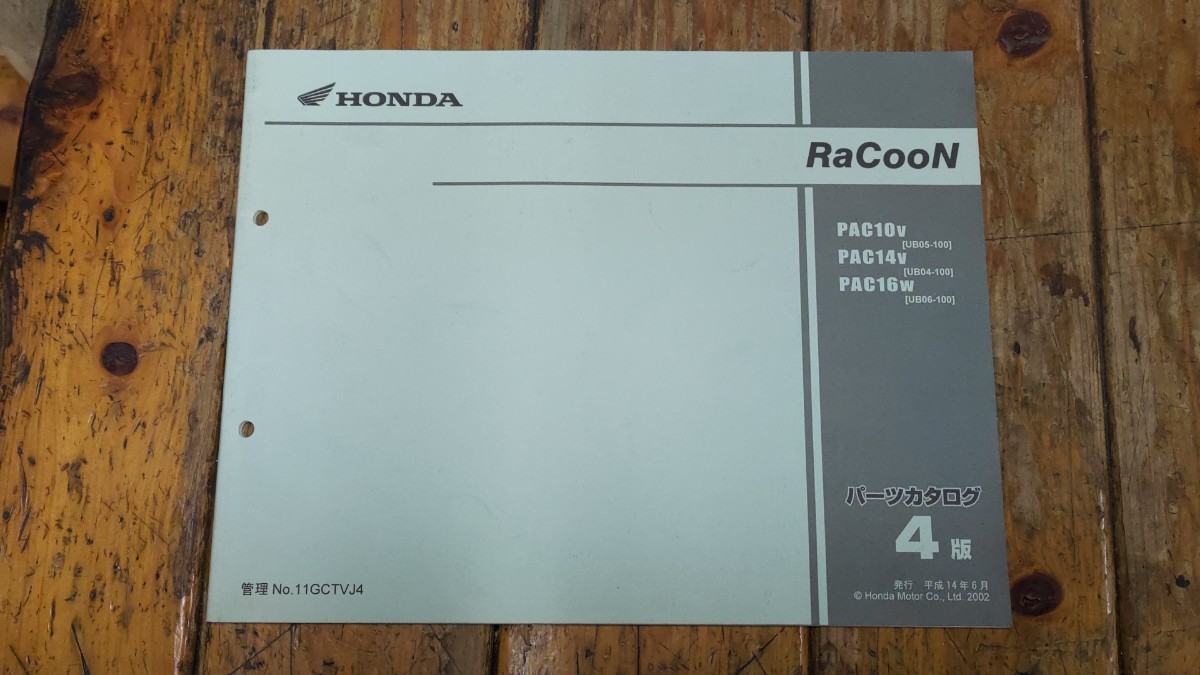 HONDA
RaCooN
PAC10V
[UB05-100]
PAC14V
[UB04-100]
PAC16W
[UB06-100]
パーツカタログ
4版
発行 平成14年6月
© Honda Motor Co., Ltd. 2002
管理 No.11GCTVJ4